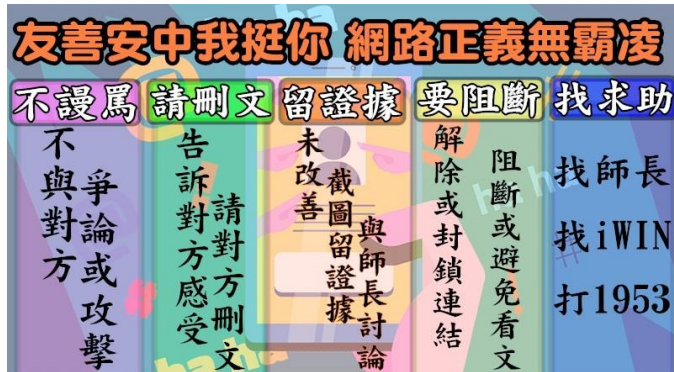 友善安中我挺你 網路正義無霸凌
不謾罵
不與對方
爭論或攻擊
請刪文
告訴對方感受
請對方刪文
留證據
未改善
截圖留證據
與師長討論
要阻斷
解除或封鎖連結
阻斷或避免看文
找求助
找師長
找iWIN
打1953